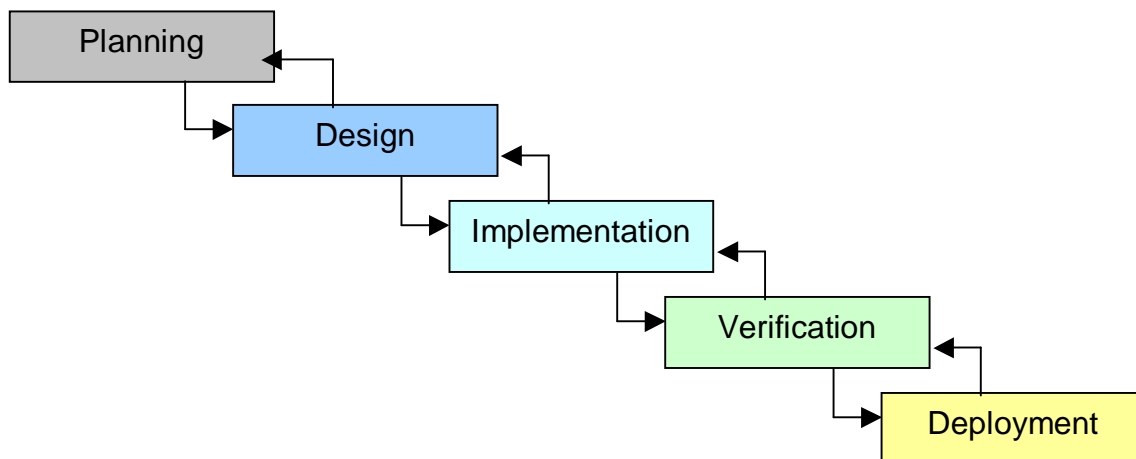 Planning
Design
Implementation
Verification
Deployment